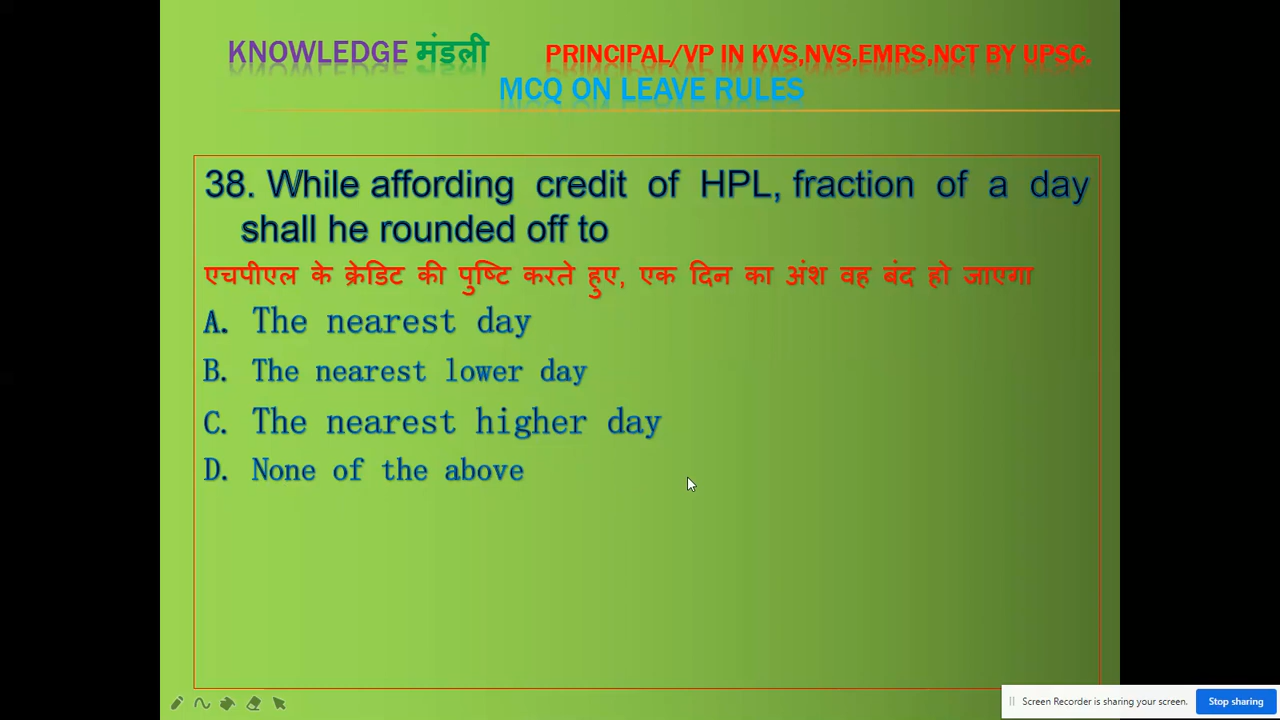 KNOWLEDGE मंडली PRINCIPAL/VP IN KVS,NVS,EMRS,NCT BY UPSC.
MCQ ON LEAVE RULES
38. While affording credit of HPL, fraction of a day
shall he rounded off to
एचपीएल के क्रेडिट की पुष्टि करते हुए, एक दिन का अंश वह बंद हो जाएगा
A. The nearest day
B. The nearest lower day
C. The nearest higher day
D. None of the above
Screen Recorder is sharing your screen. Stop sharing